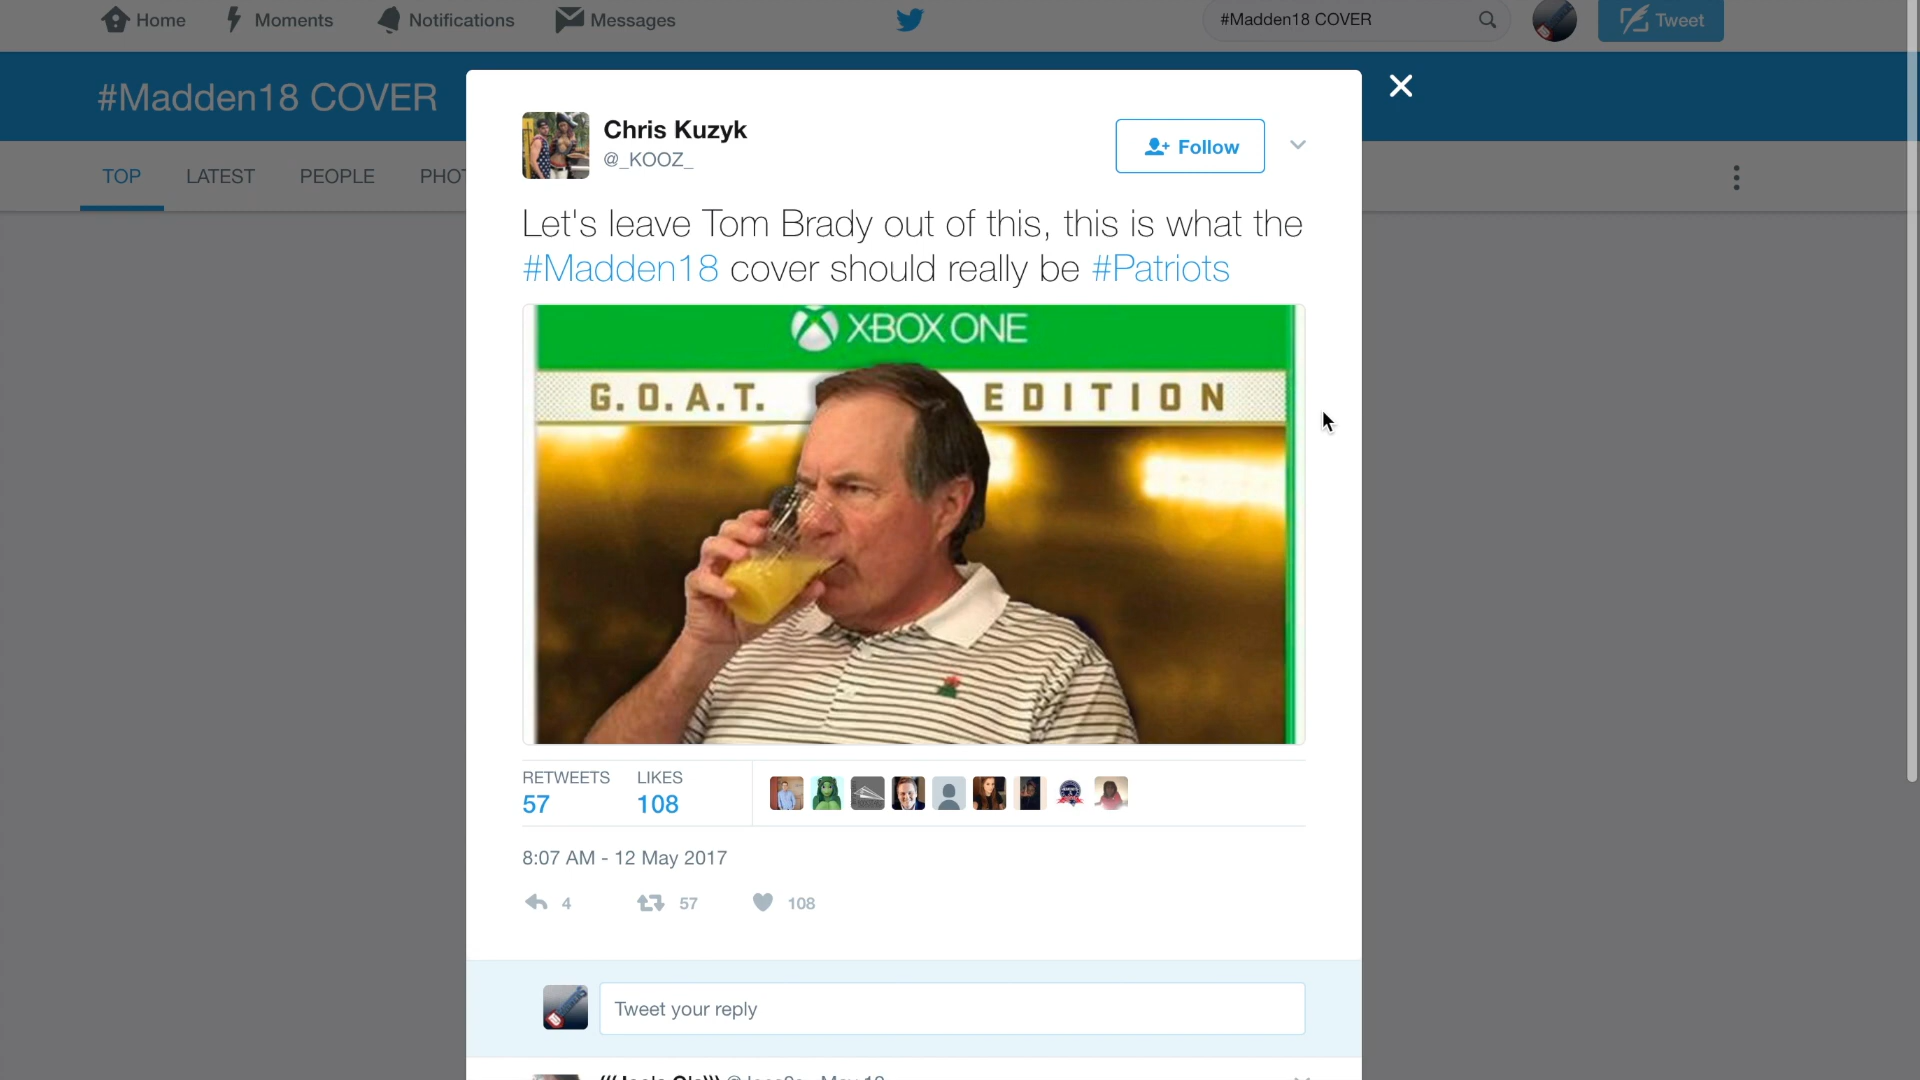 Home Moments Notifications Messages #Madden18 COVER Tweet
#Madden18 COVER
Chris Kuzyk
@_KOOZ_
Follow
TOP LATEST PEOPLE PHOT
Let's leave Tom Brady out of this, this is what the
#Madden18 cover should really be #Patriots
XBOX ONE
G.O.A.T. EDITION
RETWEETS LIKES
57 108
8:07 AM - 12 May 2017
4 57 108
Tweet your reply